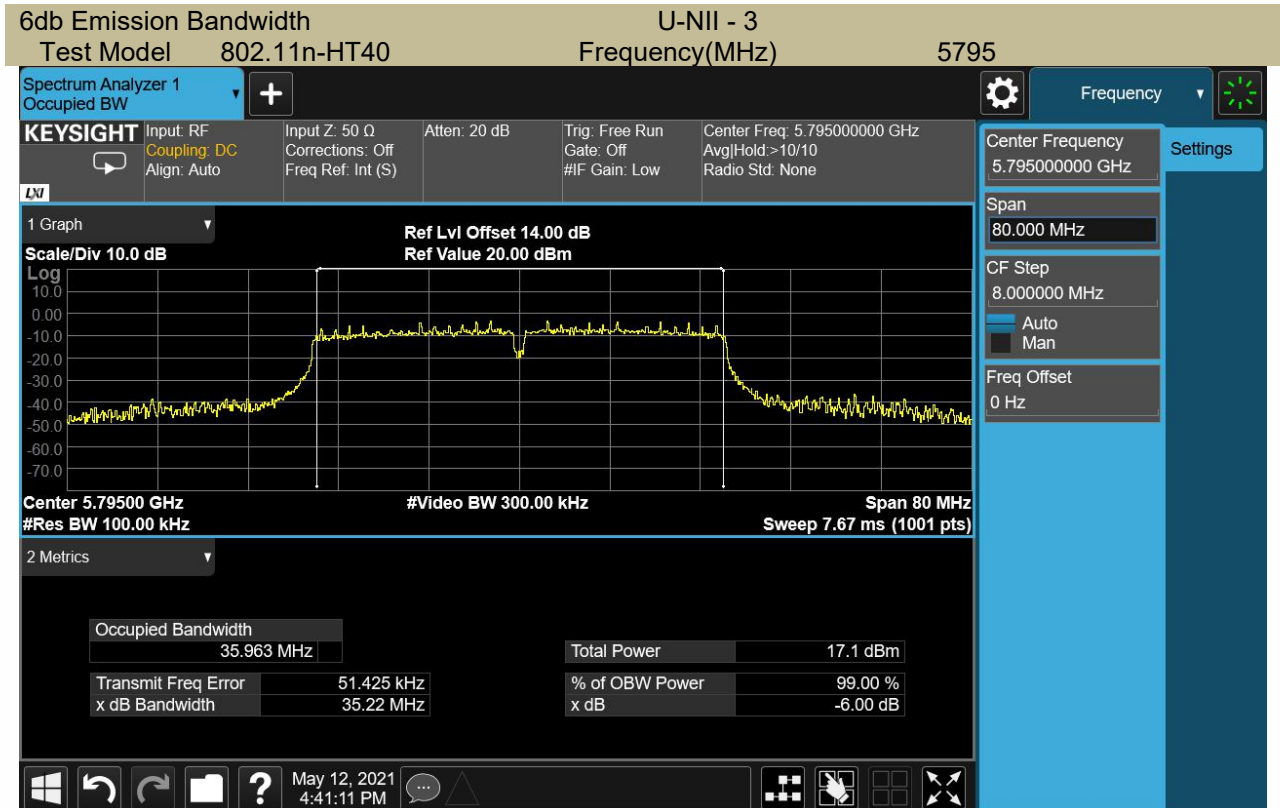 6db Emission Bandwidth U-NII - 3
Test Model 802.11n-HT40 Frequency(MHz) 5795
Spectrum Analyzer 1
Occupied BW
+
Frequency
KEYSIGHT
LXI
Input: RF
Coupling: DC
Align: Auto
Input Z: 50 Ω
Corrections: Off
Freq Ref: Int (S)
Atten: 20 dB
Trig: Free Run
Gate: Off
#IF Gain: Low
Center Freq: 5.795000000 GHz
Avg|Hold:>10/10
Radio Std: None
Center Frequency
5.795000000 GHz
Settings
Span
80.000 MHz
CF Step
8.000000 MHz
Auto
Man
Freq Offset
0 Hz
1 Graph
Ref Lvl Offset 14.00 dB
Scale/Div 10.0 dB Ref Value 20.00 dBm
Log
10.0
0.00
-10.0
-20.0
-30.0
-40.0
-50.0
-60.0
-70.0
Center 5.79500 GHz #Video BW 300.00 kHz Span 80 MHz
#Res BW 100.00 kHz Sweep 7.67 ms (1001 pts)
2 Metrics
Occupied Bandwidth
35.963 MHz
Total Power 17.1 dBm
Transmit Freq Error 51.425 kHz
% of OBW Power 99.00 %
x dB Bandwidth 35.22 MHz
x dB -6.00 dB
?
May 12, 2021
4:41:11 PM